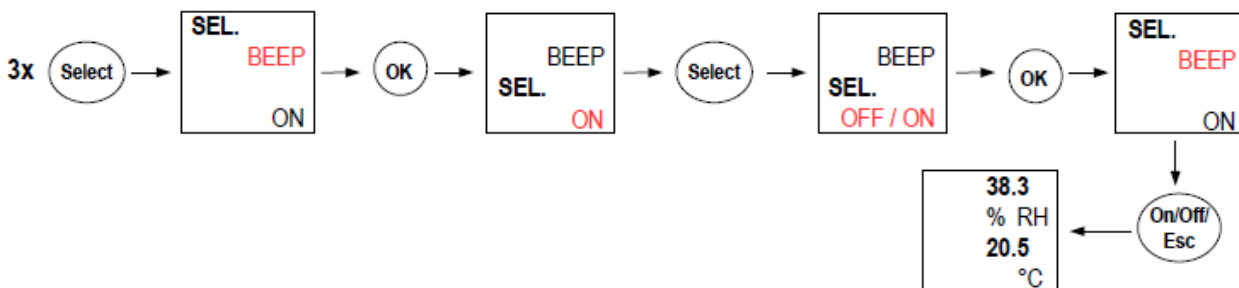 3x
Select
SEL.
BEEP
ON
OK
BEEP
SEL.
ON
Select
BEEP
SEL.
OFF / ON
OK
SEL.
BEEP
ON
On/Off/
Esc
38.3
% RH
20.5
°C